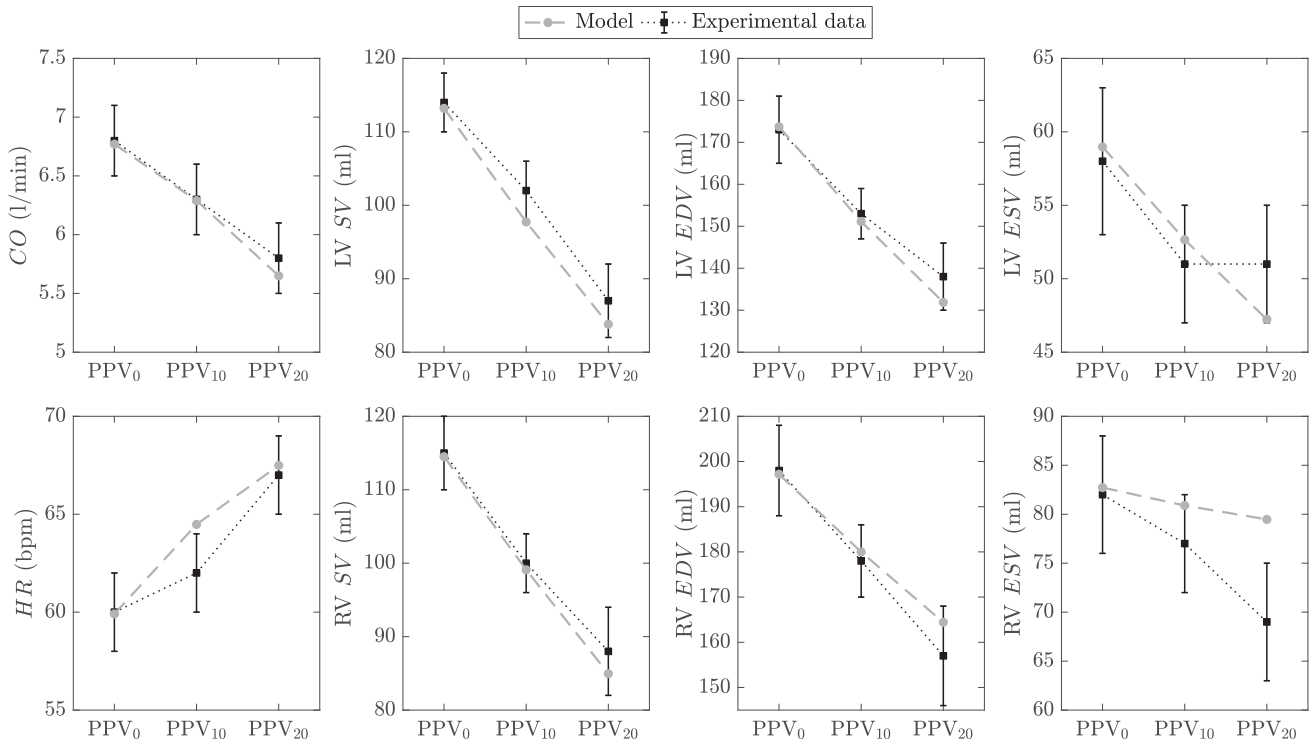 Model Experimental data
CO (l/min)
7.5
7
6.5
6
5.5
5
PPV₀ PPV₁₀ PPV₂₀
LV SV (ml)
120
110
100
90
80
PPV₀ PPV₁₀ PPV₂₀
LV EDV (ml)
190
180
170
160
150
140
130
120
PPV₀ PPV₁₀ PPV₂₀
LV ESV (ml)
65
60
55
50
45
PPV₀ PPV₁₀ PPV₂₀
HR (bpm)
70
65
60
55
PPV₀ PPV₁₀ PPV₂₀
RV SV (ml)
120
110
100
90
80
PPV₀ PPV₁₀ PPV₂₀
RV EDV (ml)
210
200
190
180
170
160
150
PPV₀ PPV₁₀ PPV₂₀
RV ESV (ml)
90
85
80
75
70
65
60
PPV₀ PPV₁₀ PPV₂₀